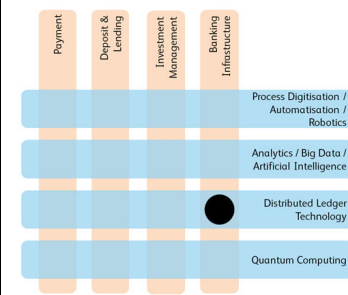 Payment
Deposit &
Lending
Investment
Management
Banking
Infrastructure
Process Digitisation /
Automatisation /
Robotics
Analytics / Big Data /
Artificial Intelligence
Distributed Ledger
Technology
Quantum Computing